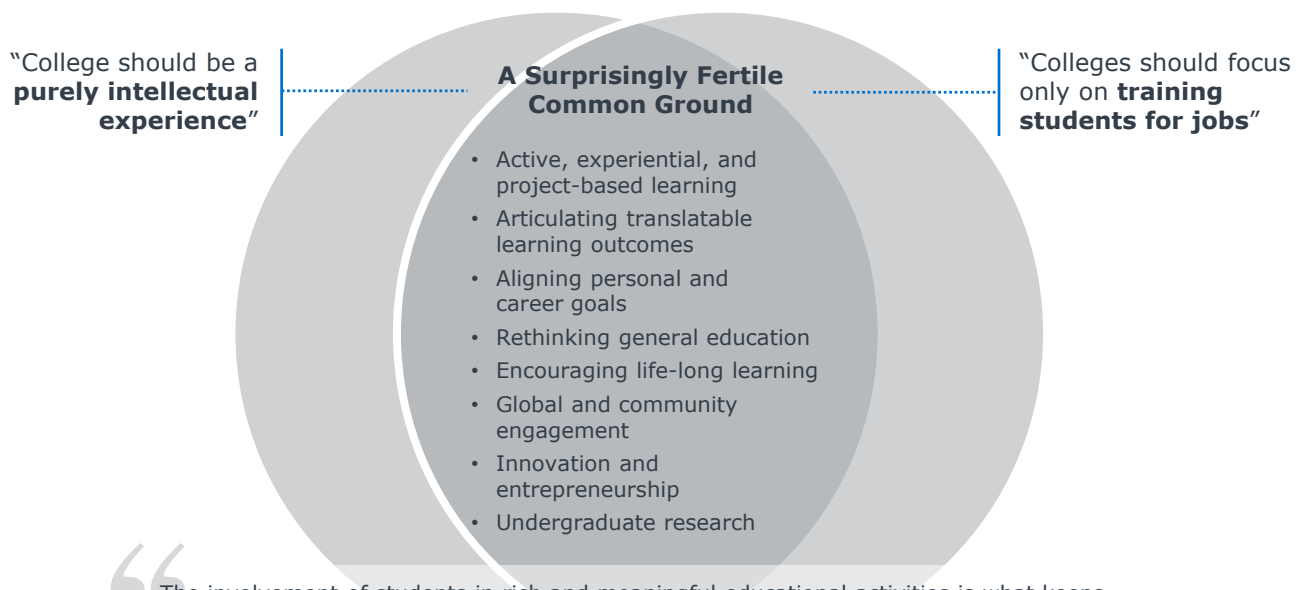 “College should be a
purely intellectual
experience”
A Surprisingly Fertile
Common Ground
“Colleges should focus
only on training
students for jobs”
• Active, experiential, and
project-based learning
• Articulating translatable
learning outcomes
• Aligning personal and
career goals
• Rethinking general education
• Encouraging life-long learning
• Global and community
engagement
• Innovation and
entrepreneurship
• Undergraduate research
“
The involvement of students in rich and meaningful educational activities is what keeps